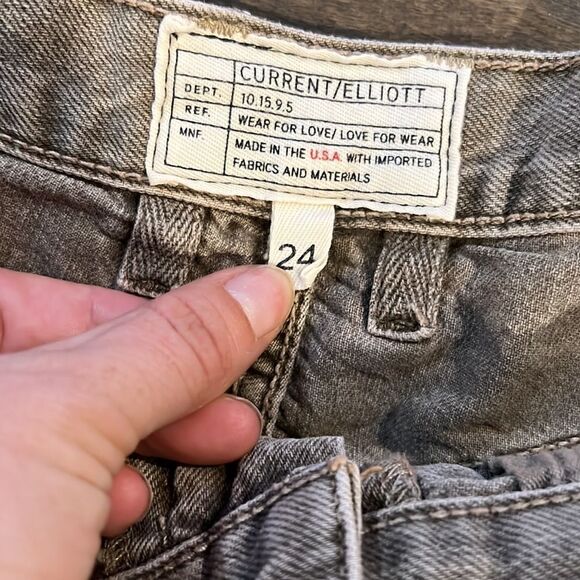 CURRENT/ELLIOTT
DEPT. 10.15.9.5
REF. WEAR FOR LOVE/ LOVE FOR WEAR
MNF. MADE IN THE U.S.A. WITH IMPORTED
FABRICS AND MATERIALS
24